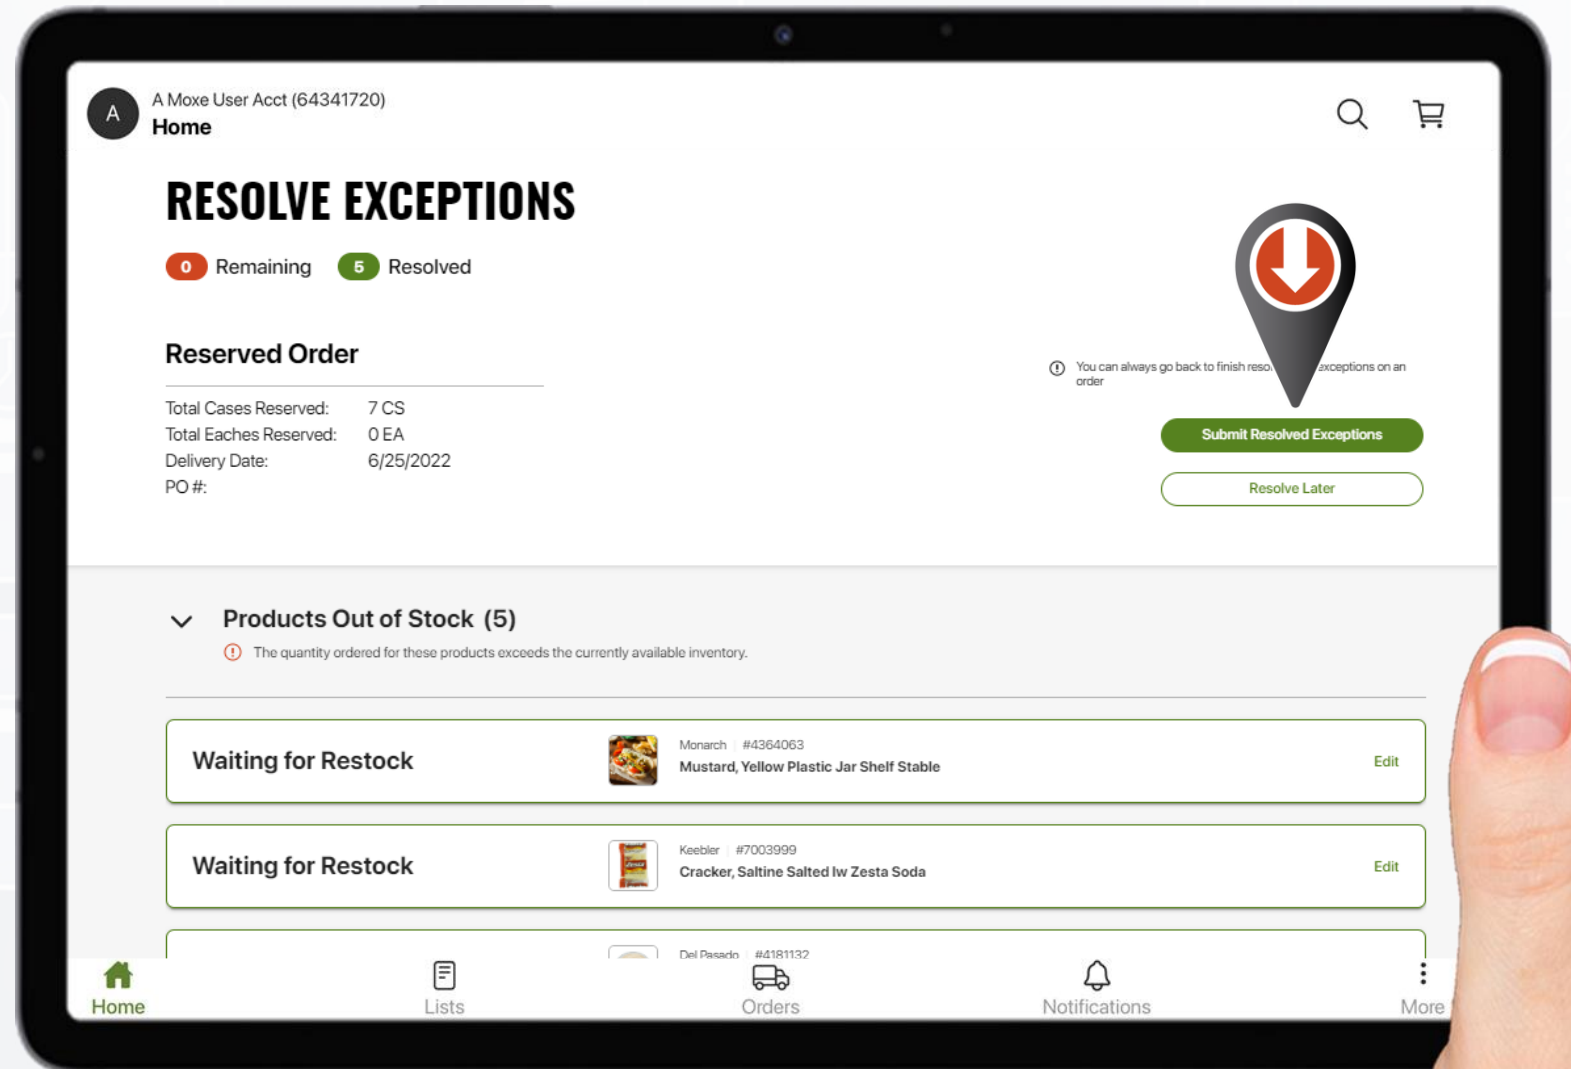 A
A Moxe User Acct (64341720)
Home
RESOLVE EXCEPTIONS
0 Remaining 5 Resolved
Reserved Order
Total Cases Reserved: 7 CS
Total Eaches Reserved: 0 EA
Delivery Date: 6/25/2022
PO #:
You can always go back to finish exceptions on an
order
Submit Resolved Exceptions
Resolve Later
Products Out of Stock (5)
The quantity ordered for these products exceeds the currently available inventory.
Waiting for Restock
Monarch #4364063
Mustard, Yellow Plastic Jar Shelf Stable
Edit
Waiting for Restock
Keebler #7003999
Cracker, Saltine Salted Iw Zesta Soda
Edit
Del Pasado #4181132
Home
Lists
Orders
Notifications
More